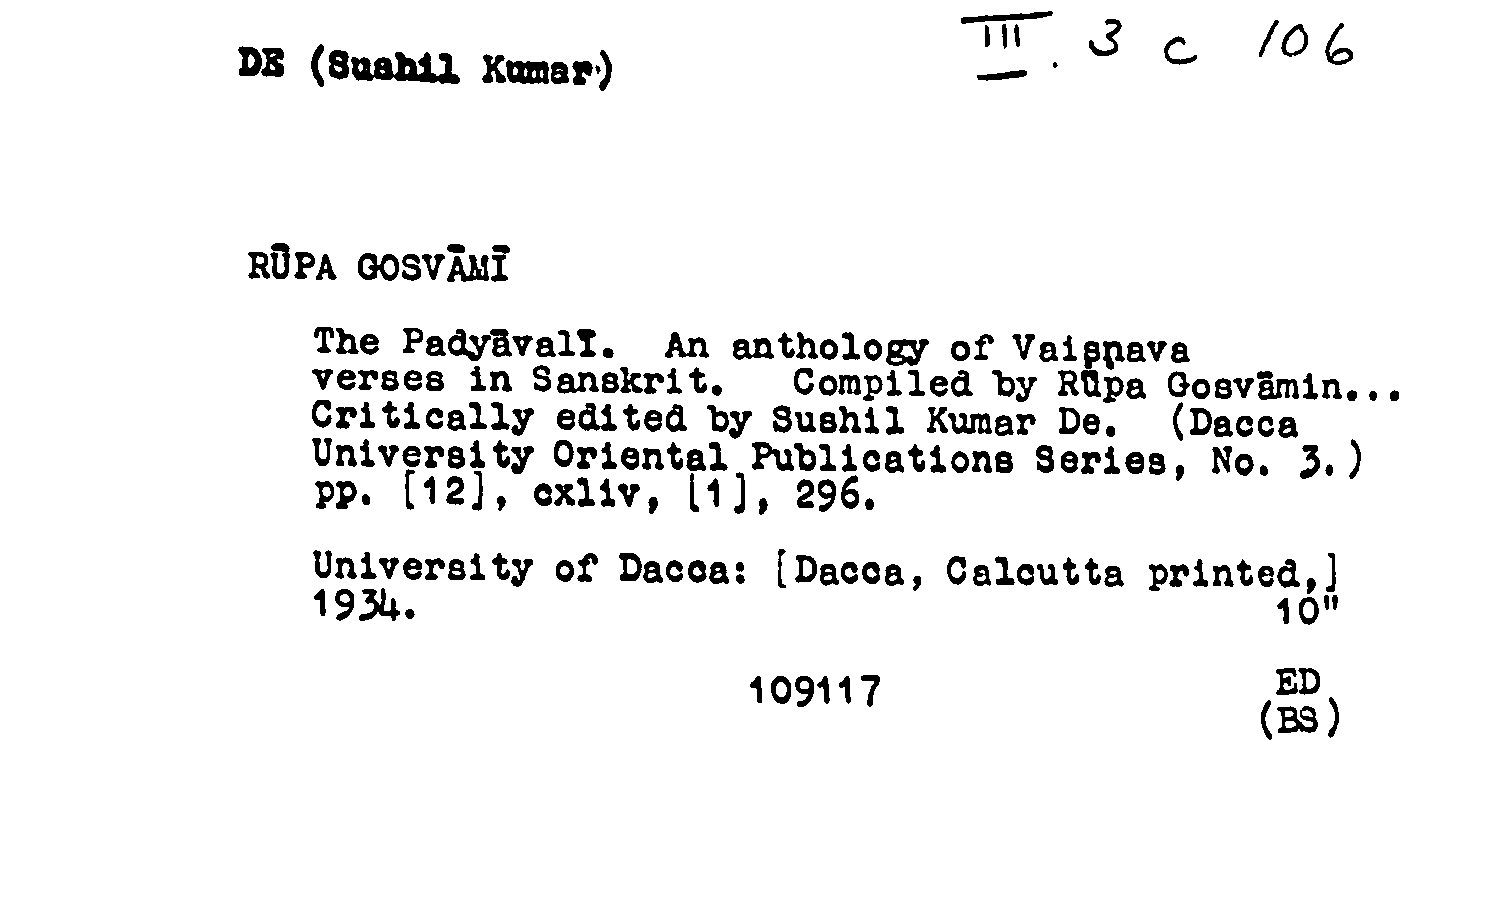 DE (Sushil Kumar) III. 3 c 106
RŪPA GOSVĀMĪ
The Padyāvalī. An anthology of Vaiṣṇava
verses in Sanskrit. Compiled by Rūpa Gosvāmin...
Critically edited by Sushil Kumar De. (Dacca
University Oriental Publications Series, No. 3.)
pp. [12], cxliv, [1], 296.
University of Dacca: [Dacca, Calcutta printed,]
1934. 10"
109117 ED
(BS)